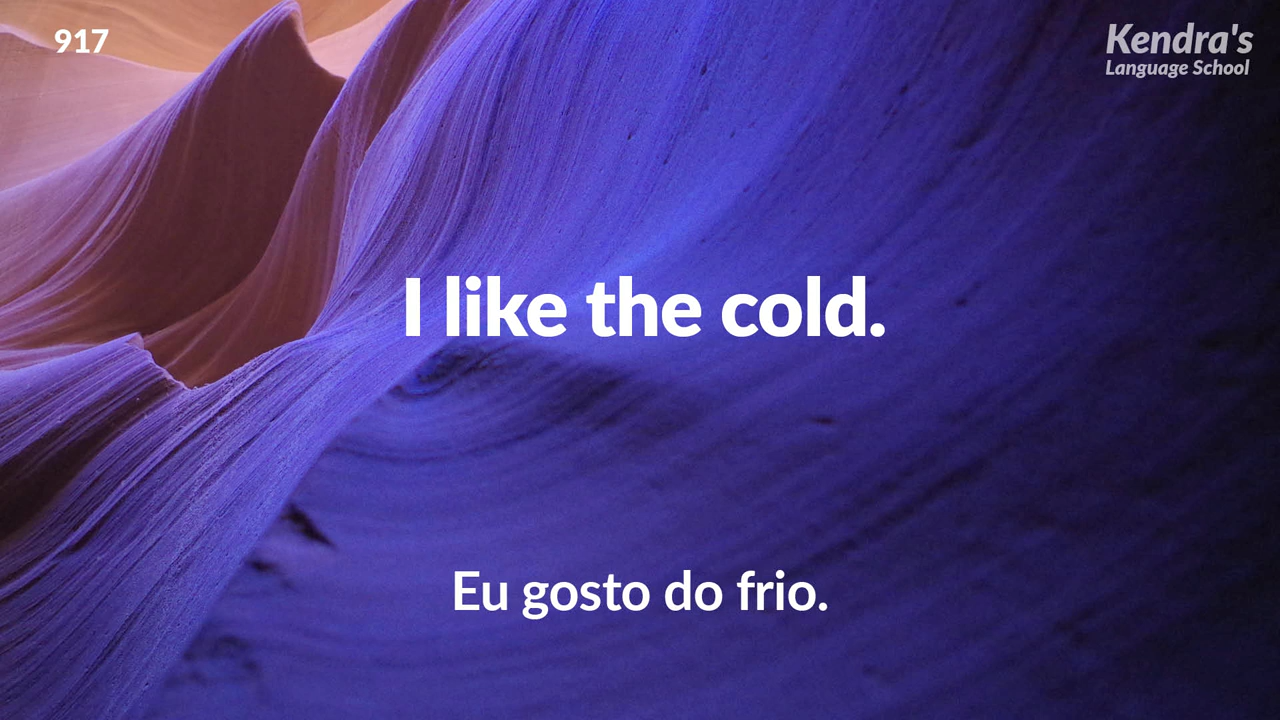 917
Kendra's
Language School
I like the cold.
Eu gosto do frio.